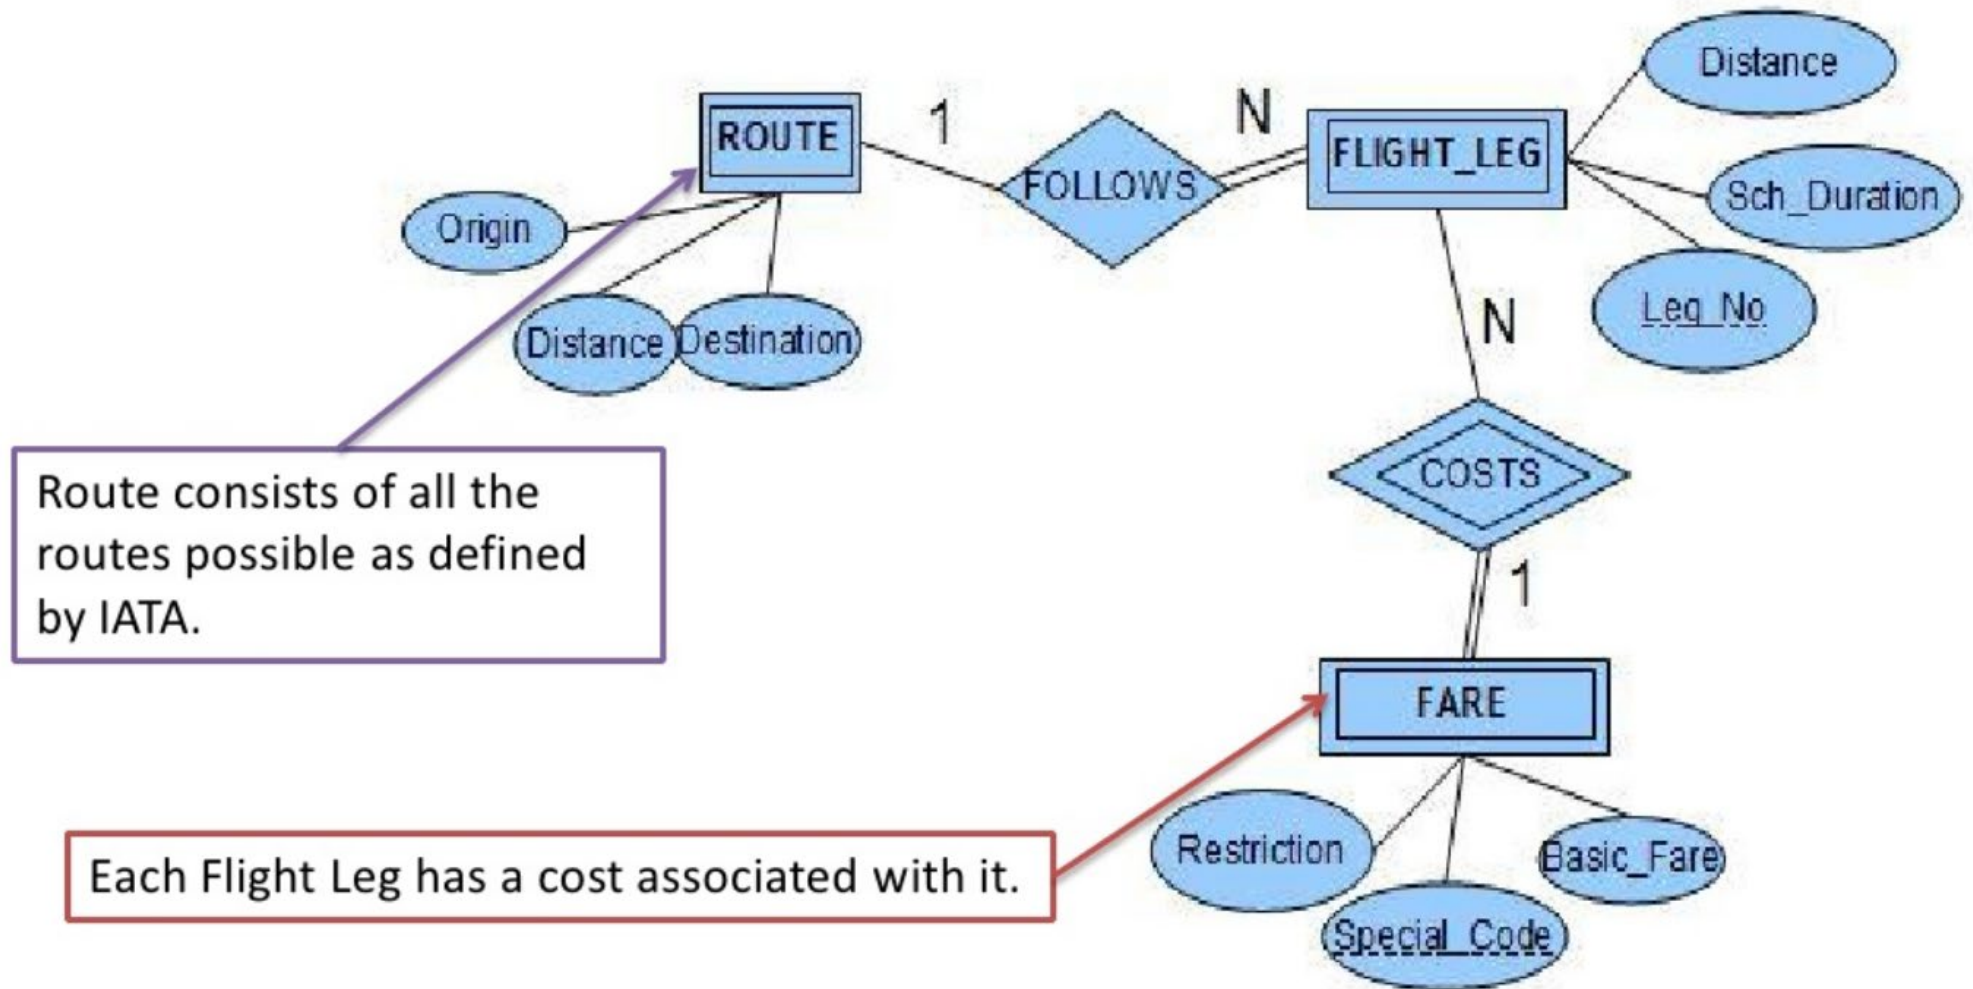 Distance
ROUTE
1
FOLLOWS
N
FLIGHT_LEG
Sch_Duration
Leg_No
Origin
Distance
Destination
N
COSTS
1
Route consists of all the
routes possible as defined
by IATA.
FARE
Each Flight Leg has a cost associated with it.
Restriction
Basic_Fare
Special_Code